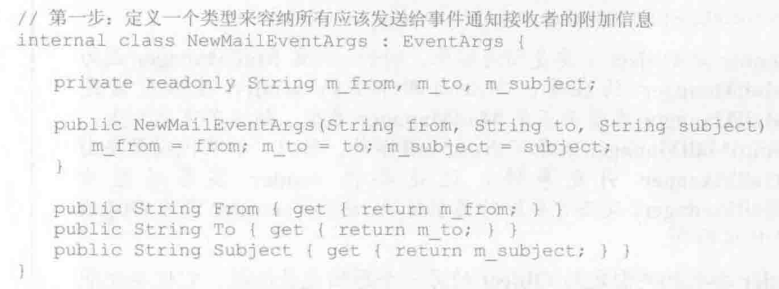 // 第一步：定义一个类型来容纳所有应该发送给事件通知接收者的附加信息
internal class NewMailEventArgs : EventArgs {
private readonly String m_from, m_to, m_subject;
public NewMailEventArgs(String from, String to, String subject)
m_from = from; m_to = to; m_subject = subject;
}
public String From { get { return m_from; } }
public String To { get { return m_to; } }
public String Subject { get { return m_subject; } }
}